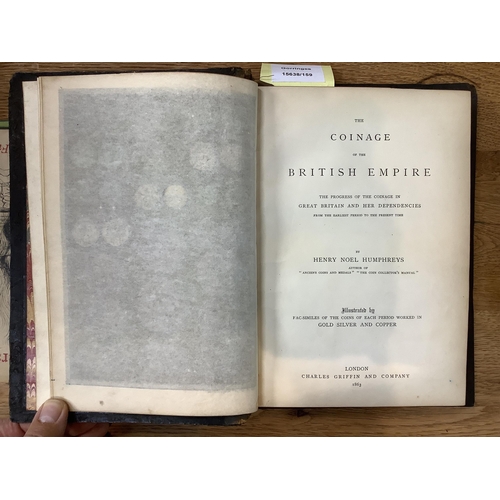 Gorringes
15636/159
THE
COINAGE
OF THE
BRITISH EMPIRE
THE PROGRESS OF THE COINAGE IN
GREAT BRITAIN AND HER DEPENDENCIES
FROM THE EARLIEST PERIOD TO THE PRESENT TIME
BY
HENRY NOEL HUMPHREYS
AUTHOR OF
"ANCIENT COINS AND MEDALS" "THE COIN COLLECTOR'S MANUAL"
Illustrated by
FAC-SIMILES OF THE COINS OF EACH PERIOD WORKED IN
GOLD SILVER AND COPPER
LONDON
CHARLES GRIFFIN AND COMPANY
1863